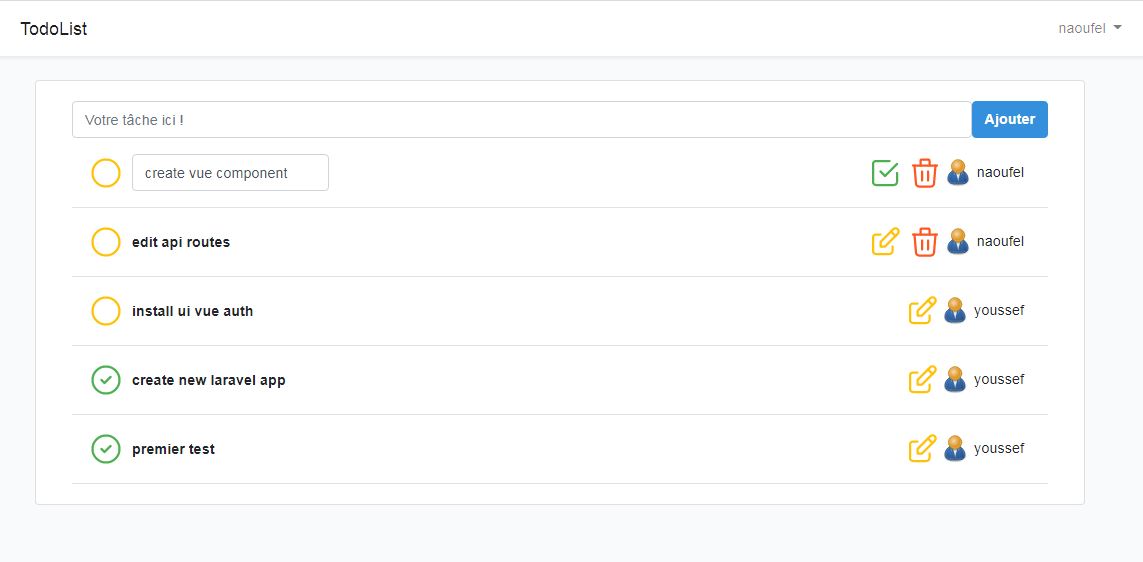 TodoList
naoufel
Votre tâche ici !
Ajouter
create vue component
naoufel
edit api routes
naoufel
install ui vue auth
youssef
create new laravel app
youssef
premier test
youssef